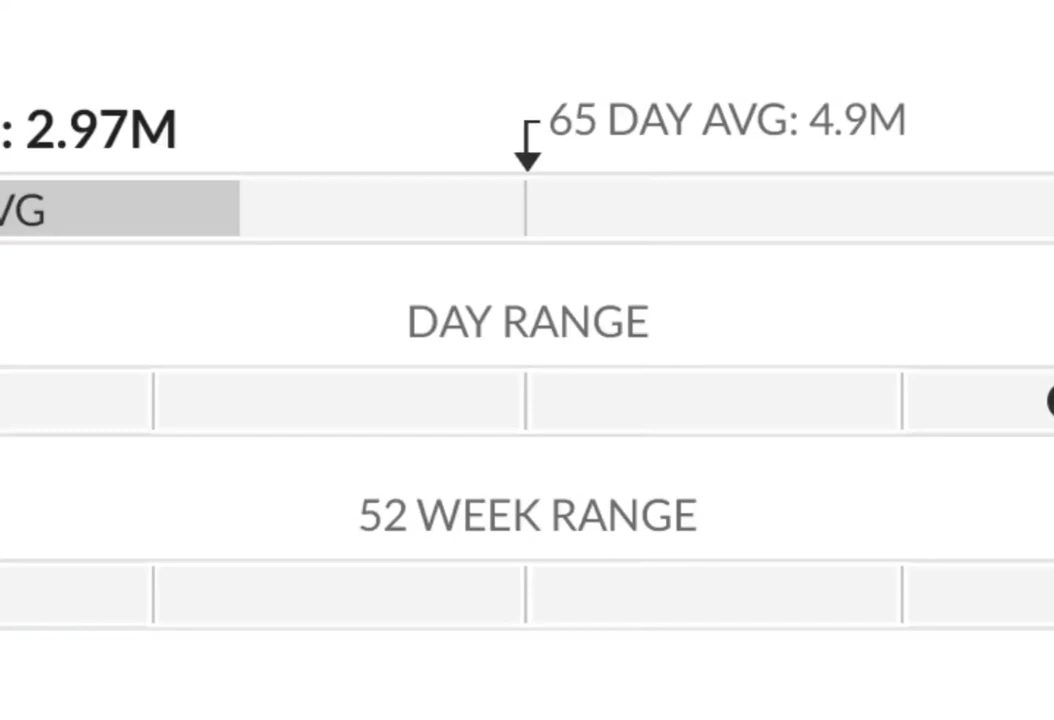 : 2.97M
65 DAY AVG: 4.9M
VG
DAY RANGE
52 WEEK RANGE